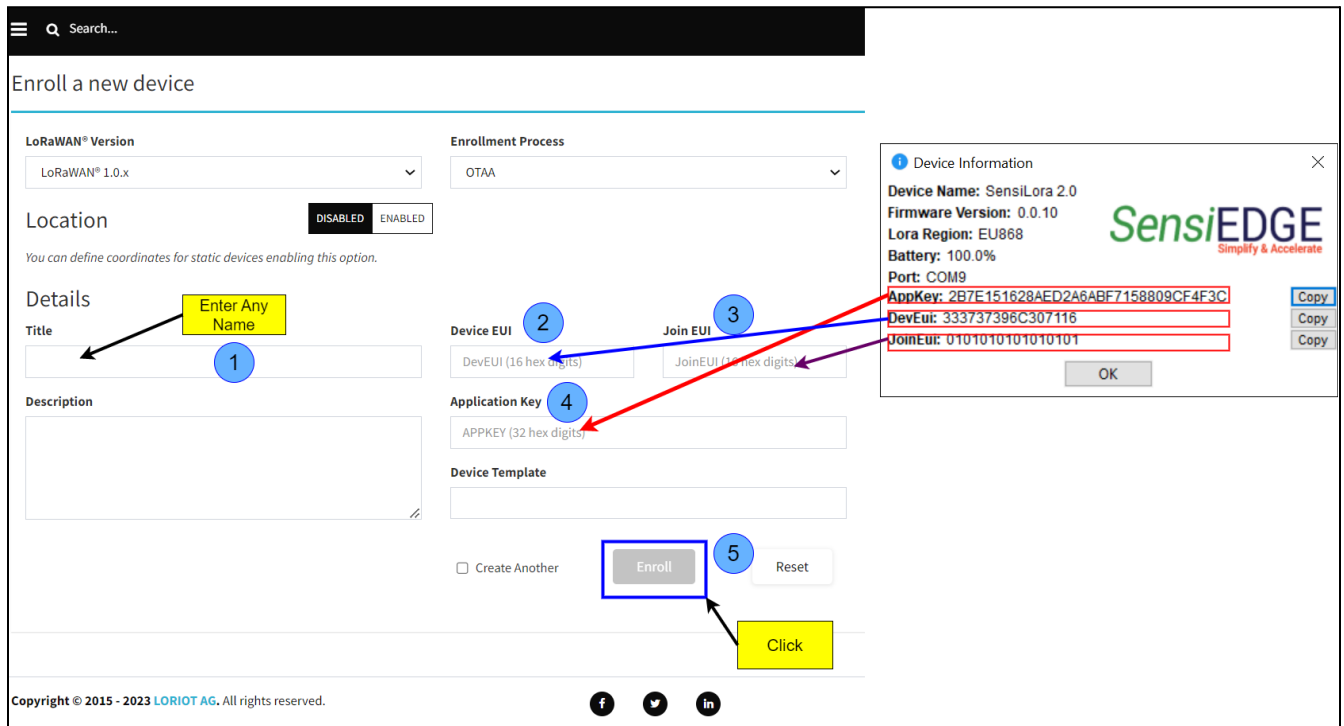 Search...
Enroll a new device
LoRaWAN® Version
Enrollment Process
LoRaWAN® 1.0.x
OTAA
Location
DISABLED ENABLED
You can define coordinates for static devices enabling this option.
Details
Enter Any
Name
Title
1
Device EUI
2
Join EUI
3
DevEUI (16 hex digits)
JoinEUI (16 hex digits)
Description
Application Key
4
APPKEY (32 hex digits)
Device Template
Create Another
Enroll
5
Reset
Click
Copyright © 2015 - 2023 LORIOT AG. All rights reserved.
Device Information
Device Name: SensiLora 2.0
Firmware Version: 0.0.10
Lora Region: EU868
Battery: 100.0%
Port: COM9
SensiEDGE
Simplify & Accelerate
AppKey: 2B7E151628AED2A6ABF7158809CF4F3C Copy
DevEui: 333737396C307116 Copy
JoinEui: 0101010101010101 Copy
OK